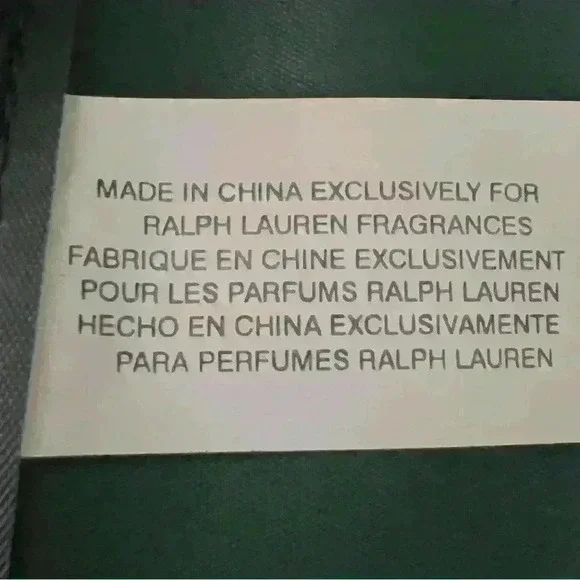 MADE IN CHINA EXCLUSIVELY FOR
RALPH LAUREN FRAGRANCES
FABRIQUE EN CHINE EXCLUSIVEMENT
POUR LES PARFUMS RALPH LAUREN
HECHO EN CHINA EXCLUSIVAMENTE
PARA PERFUMES RALPH LAUREN